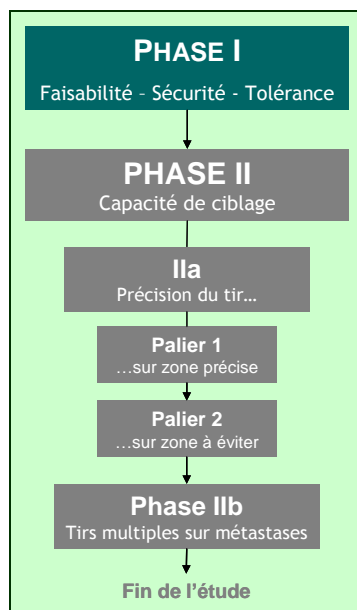 PHASE I
Faisabilité - Sécurité - Tolérance
PHASE II
Capacité de ciblage
IIa
Précision du tir…
Palier 1
…sur zone précise
Palier 2
…sur zone à éviter
Phase IIb
Tirs multiples sur métastases
Fin de l'étude